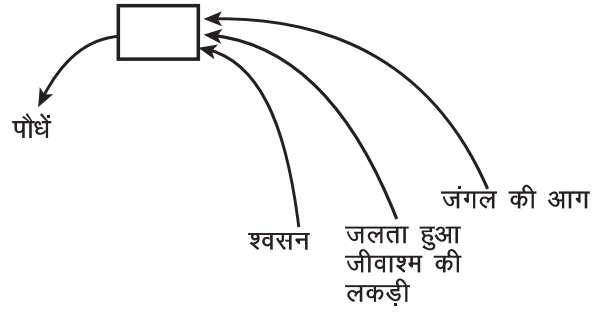 पौधें
श्वसन
जलता हुआ
जीवाश्म की
लकड़ी
जंगल की आग